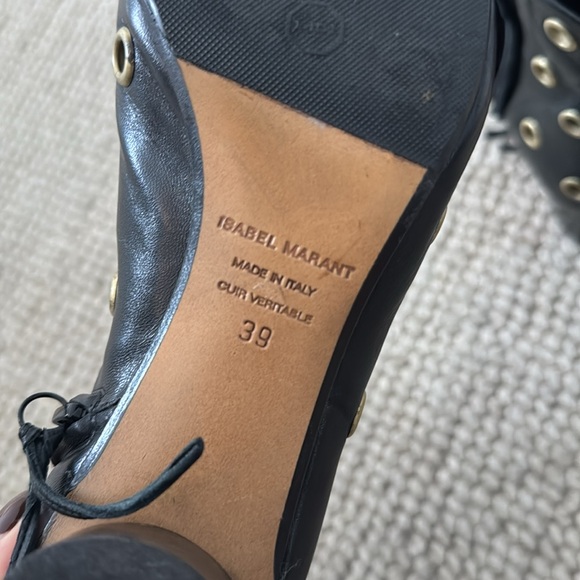 ISABEL MARANT
MADE IN ITALY
CUIR VERITABLE
39